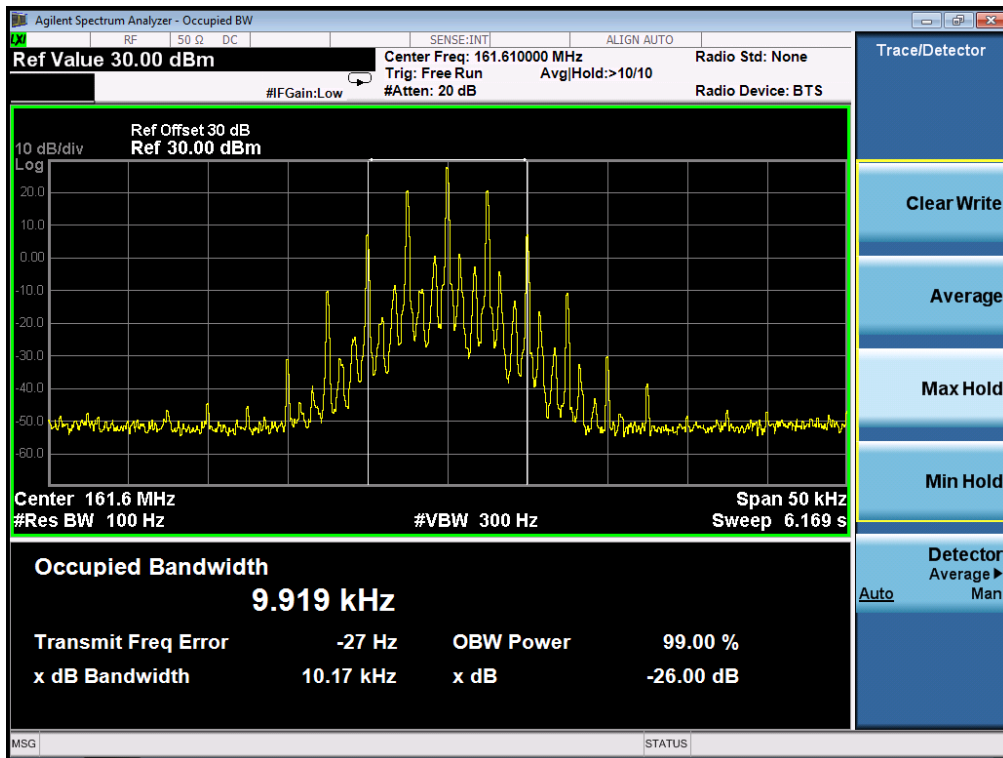 Agilent Spectrum Analyzer - Occupied BW
LXI RF 50 Ω DC SENSE:INT ALIGN AUTO
Ref Value 30.00 dBm
Center Freq: 161.610000 MHz Radio Std: None
Trig: Free Run Avg|Hold:>10/10
#IFGain:Low #Atten: 20 dB Radio Device: BTS
Ref Offset 30 dB
10 dB/div Ref 30.00 dBm
Log
20.0
10.0
0.00
-10.0
-20.0
-30.0
-40.0
-50.0
-60.0
Center 161.6 MHz Span 50 kHz
#Res BW 100 Hz #VBW 300 Hz Sweep 6.169 s
Occupied Bandwidth
9.919 kHz
Transmit Freq Error -27 Hz OBW Power 99.00 %
x dB Bandwidth 10.17 kHz x dB -26.00 dB
MSG STATUS
Trace/Detector
Clear Write
Average
Max Hold
Min Hold
Detector
Average
Auto Man